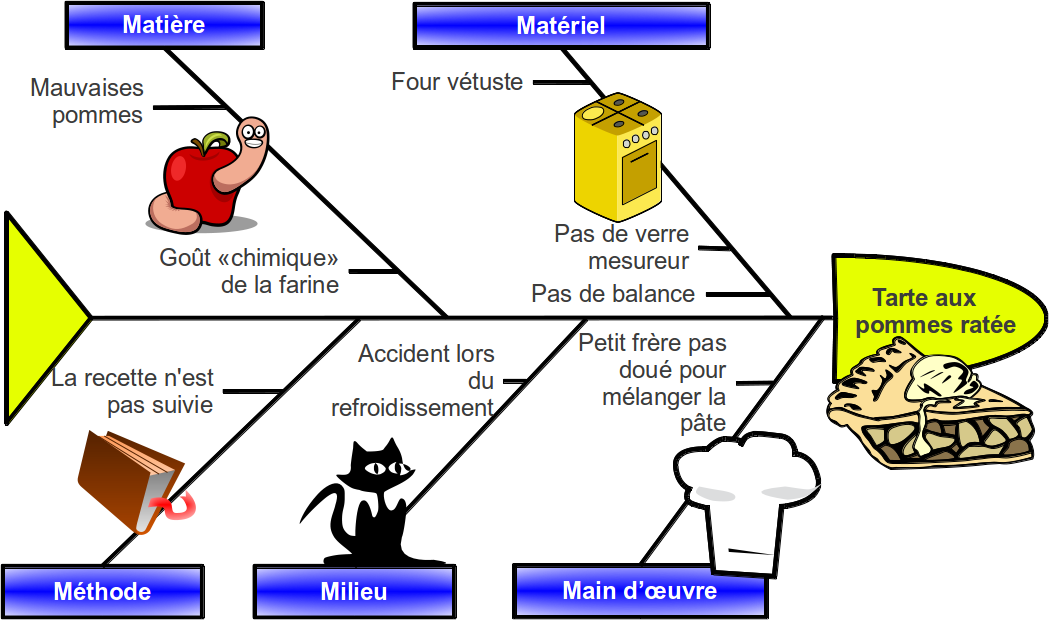 Matière
Matériel
Mauvaises
pommes
Four vétuste
Goût «chimique»
de la farine
Pas de verre
mesureur
Pas de balance
Tarte aux
pommes ratée
La recette n'est
pas suivie
Accident lors
du
refroidissement
Petit frère pas
doué pour
mélanger la
pâte
Méthode
Milieu
Main d’œuvre